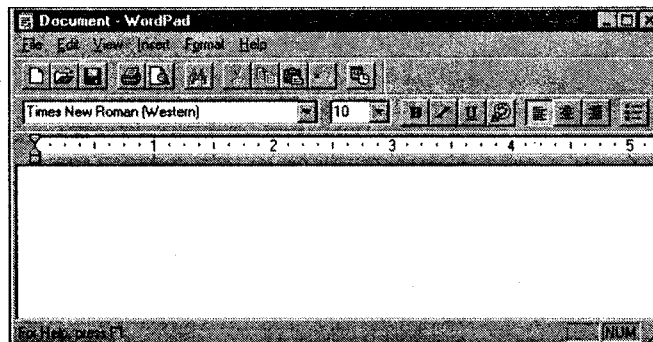 Document - WordPad
File Edit View Insert Format Help
Times New Roman (Western) 10 B U
1 2 3 4 5
For Help, press F1 NUM